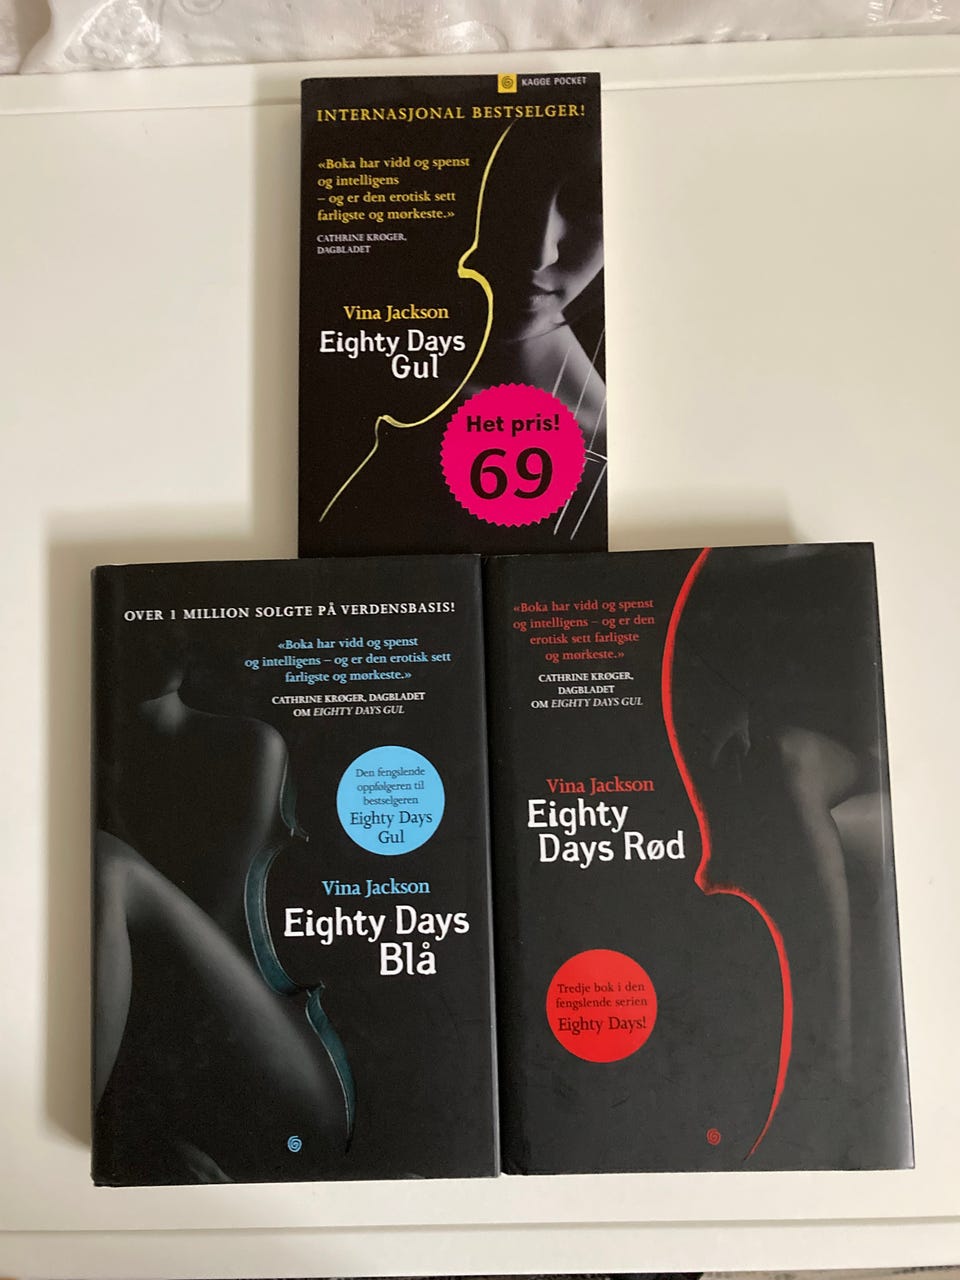 KAGGE POCKET
INTERNASJONAL BESTSELGER!
«Boka har vidd og spenst
og intelligens
– og er den erotisk sett
farligste og mørkeste.»
CATHRINE KRØGER,
DAGBLADET
Vina Jackson
Eighty Days
Gul
Het pris!
69
OVER 1 MILLION SOLGTE PÅ VERDENSBASIS!
«Boka har vidd og spenst
og intelligens – og er den erotisk sett
farligste og mørkeste.»
CATHRINE KRØGER, DAGBLADET
OM EIGHTY DAYS GUL
Den fengslende
oppfølgeren til
bestselgeren
Eighty Days
Gul
Vina Jackson
Eighty Days
Blå
«Boka har vidd og spenst
og intelligens – og er den
erotisk sett farligste
og mørkeste.»
CATHRINE KRØGER,
DAGBLADET
OM EIGHTY DAYS GUL
Vina Jackson
Eighty
Days Rød
Tredje bok i den
fengslende serien
Eighty Days!